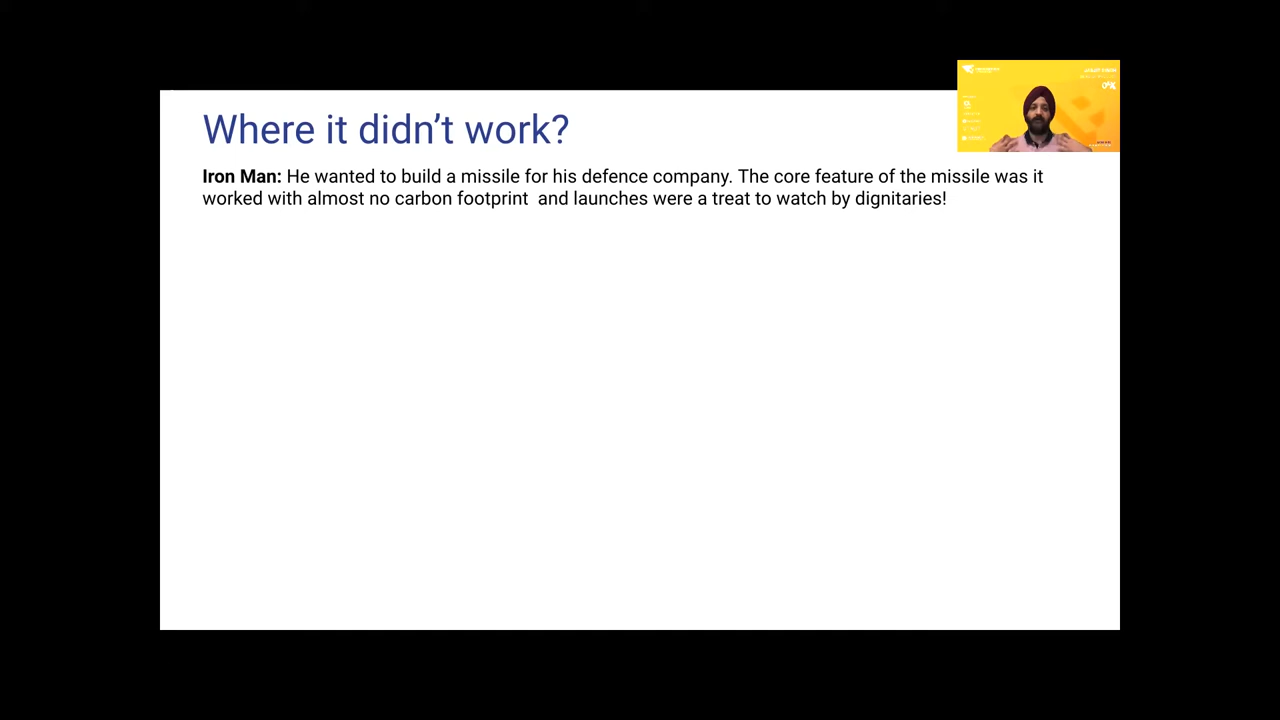 Where it didn't work?
Iron Man: He wanted to build a missile for his defence company. The core feature of the missile was it
worked with almost no carbon footprint  and launches were a treat to watch by dignitaries!